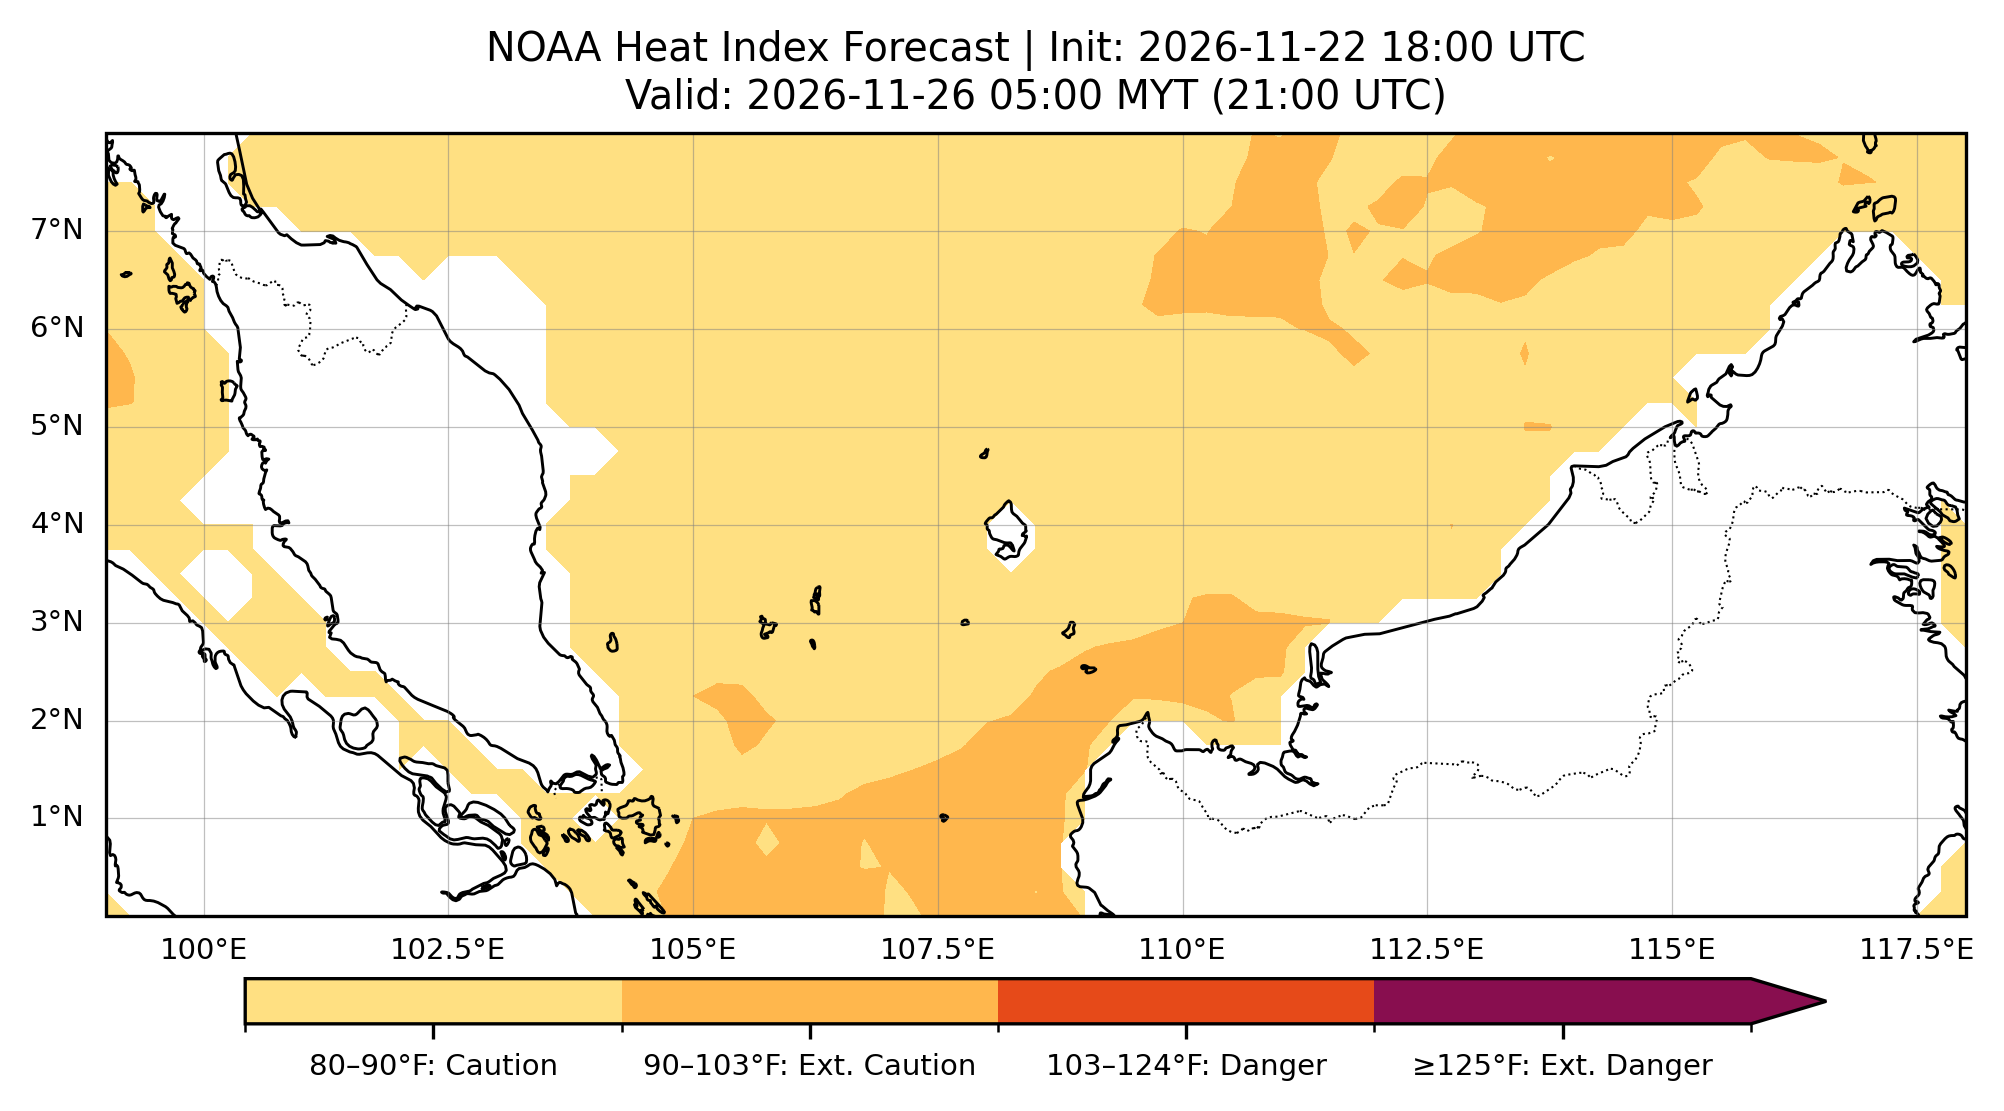 NOAA Heat Index Forecast | Init: 2026-11-22 18:00 UTC
Valid: 2026-11-26 05:00 MYT (21:00 UTC)
7°N
6°N
5°N
4°N
3°N
2°N
1°N
100°E 102.5°E 105°E 107.5°E 110°E 112.5°E 115°E 117.5°E
80–90°F: Caution 90–103°F: Ext. Caution 103–124°F: Danger ≥125°F: Ext. Danger